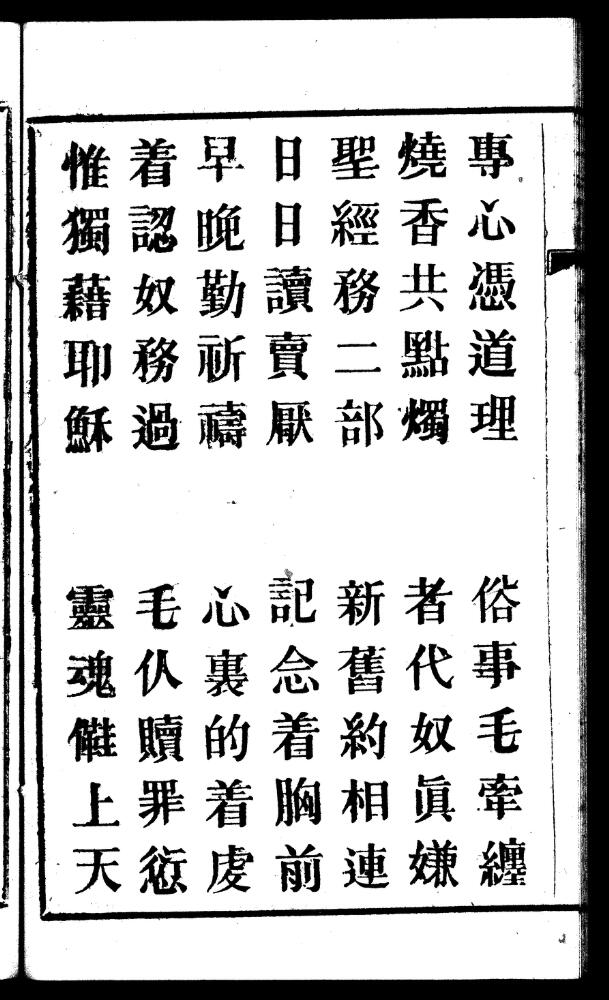 專心憑道理　俗事毛牽纏
燒香共點燭　者代奴眞嫌
聖經務二部　新舊約相連
日日讀賣厭　記念着胸前
早晚勤祈禱　心裏的着虔
着認奴務過　毛仈贖罪愆
惟獨藉耶穌　靈魂儺上天